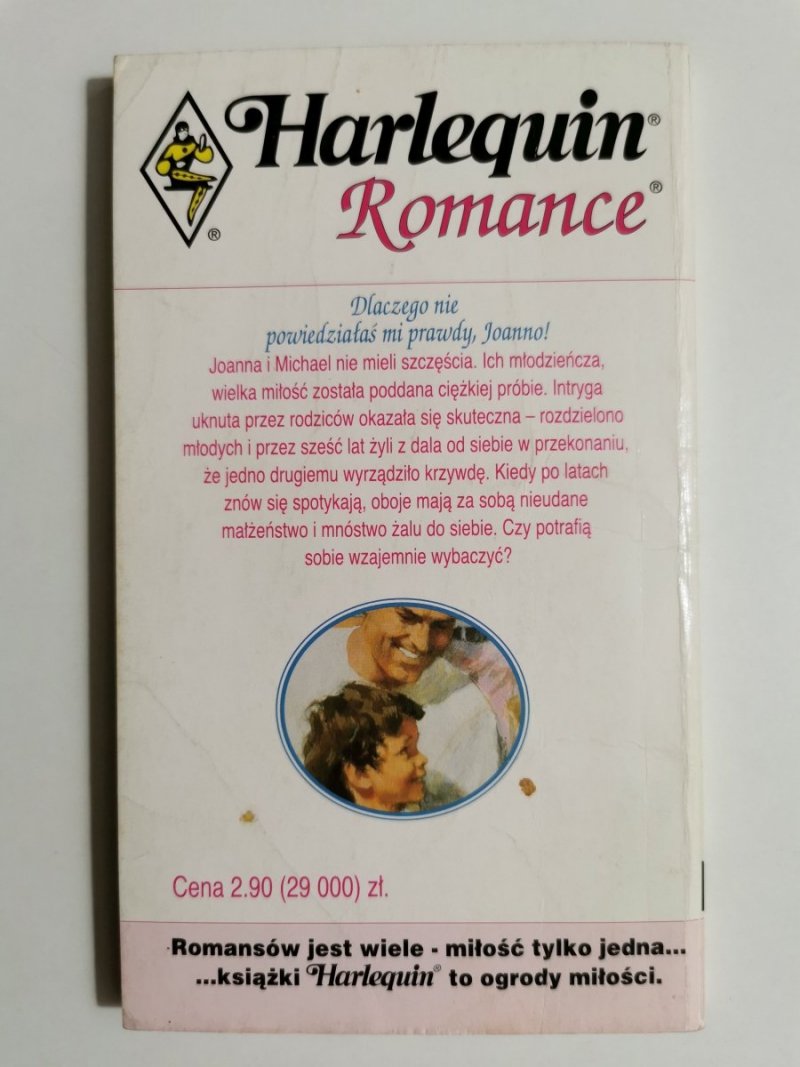 Harlequin®
Romance®
®
Dlaczego nie
powiedziałaś mi prawdy, Joanno!
Joanna i Michael nie mieli szczęścia. Ich młodzieńcza,
wielka miłość została poddana ciężkiej próbie. Intryga
uknuta przez rodziców okazała się skuteczna – rozdzielono
młodych i przez sześć lat żyli z dala od siebie w przekonaniu,
że jedno drugiemu wyrządziło krzywdę. Kiedy po latach
znów się spotykają, oboje mają za sobą nieudane
małżeństwo i mnóstwo żalu do siebie. Czy potrafią
sobie wzajemnie wybaczyć?
Cena 2.90 (29 000) zł.
Romansów jest wiele - miłość tylko jedna...
...książki Harlequin® to ogrody miłości.